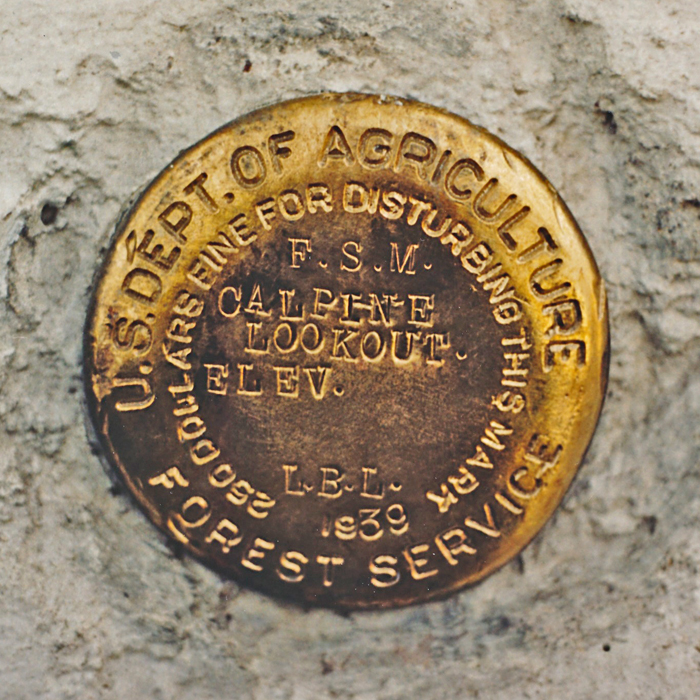 U.S. DEPT. OF AGRICULTURE
250 DOLLARS FINE FOR DISTURBING THIS MARK
F.S.M.
CALPINE
LOOKOUT.
ELEV.
L.B.L.
1939
FOREST SERVICE